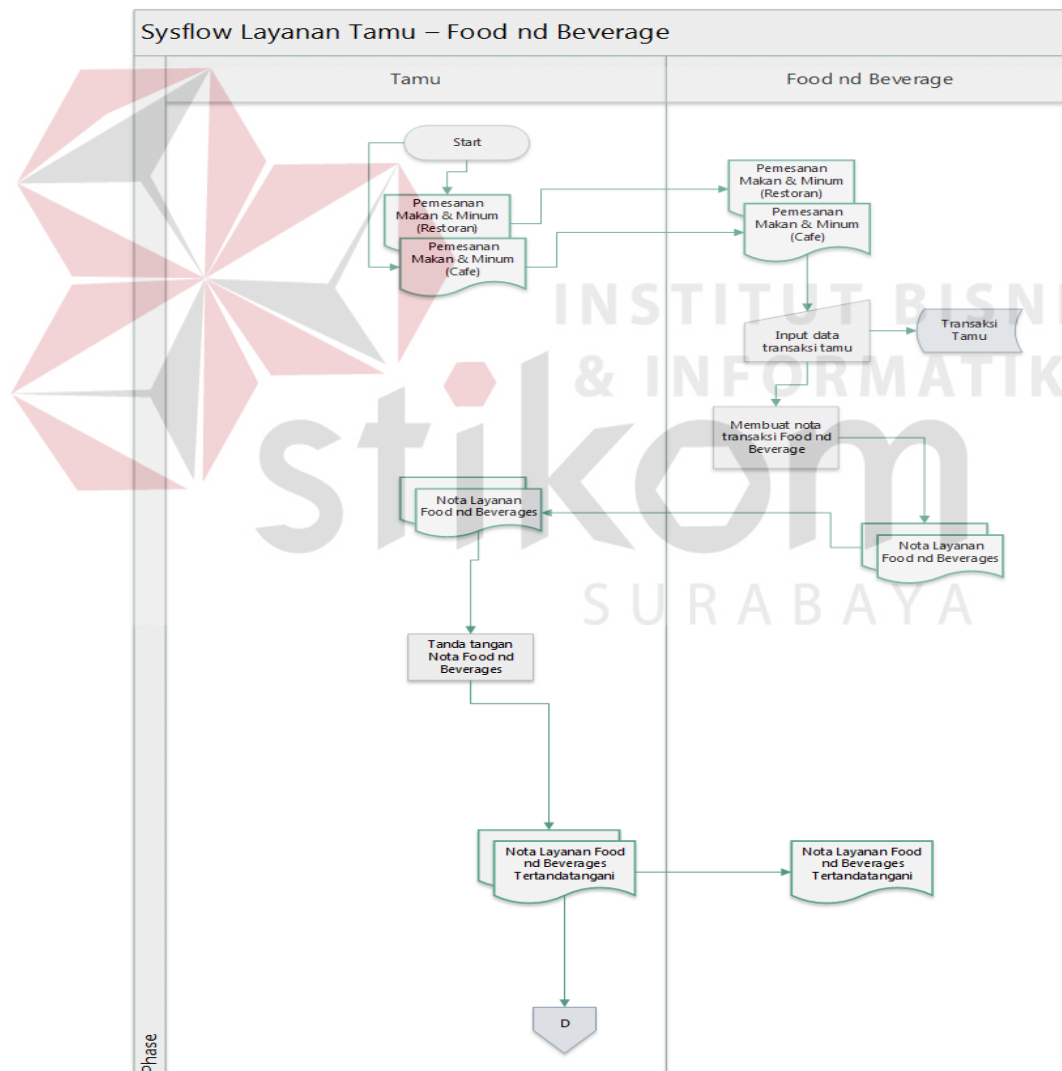 Sysflow Layanan Tamu – Food nd Beverage
Tamu
Food nd Beverage
Start
Pemesanan
Makan & Minum
(Restoran)
Pemesanan
Makan & Minum
(Cafe)
Pemesanan
Makan & Minum
(Restoran)
Pemesanan
Makan & Minum
(Cafe)
Input data
transaksi tamu
Transaksi
Tamu
Membuat nota
transaksi Food nd
Beverage
Nota Layanan
Food nd Beverages
Nota Layanan
Food nd Beverages
Tanda tangan
Nota Food nd
Beverages
Nota Layanan Food
nd Beverages
Tertandatangani
Nota Layanan Food
nd Beverages
Tertandatangani
D
Phase
INSTITUT BISNI
& INFORMATIK
stikom
SURABAYA